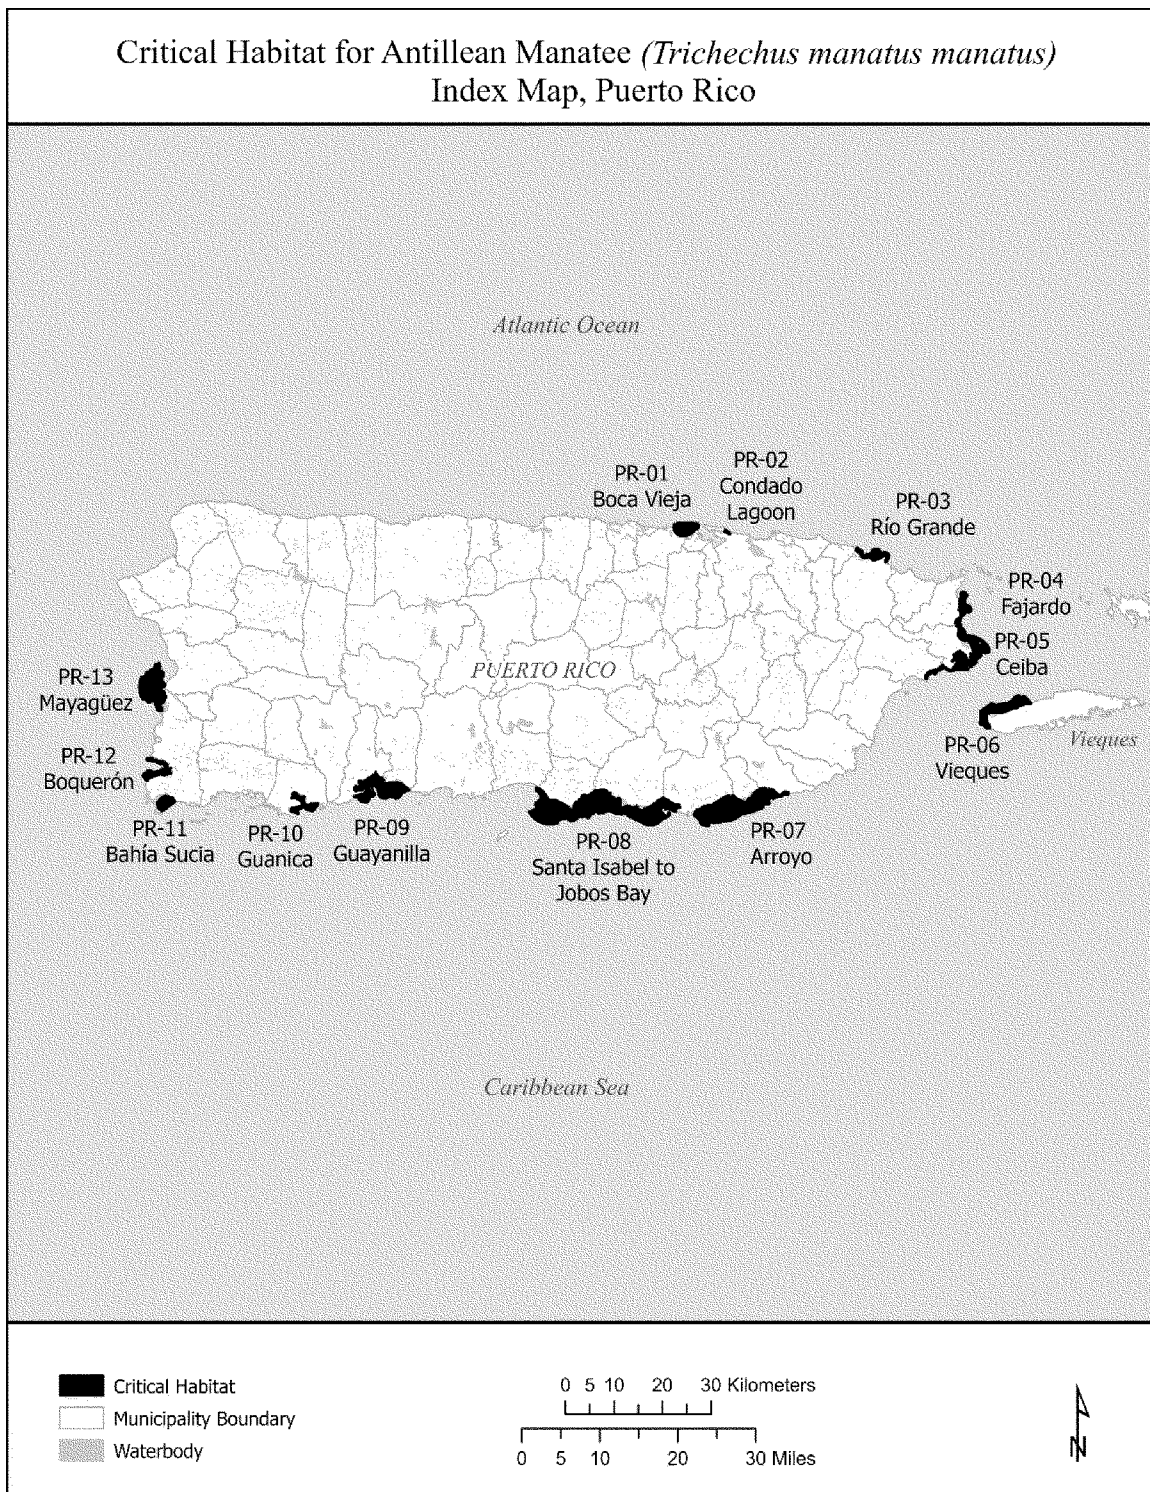 Critical Habitat for Antillean Manatee (Trichechus manatus manatus)
Index Map, Puerto Rico
Atlantic Ocean
PR-01
Boca Vieja
PR-02
Condado
Lagoon
PR-03
Río Grande
PR-04
Fajardo
PR-05
Ceiba
PUERTO RICO
PR-13
Mayagüez
PR-06
Vieques
Vieques
PR-12
Boquerón
PR-11
Bahía Sucia
PR-10
Guanica
PR-09
Guayanilla
PR-08
Santa Isabel to
Jobos Bay
PR-07
Arroyo
Caribbean Sea
Critical Habitat
Municipality Boundary
Waterbody
0 5 10 20 30 Kilometers
0 5 10 20 30 Miles
N